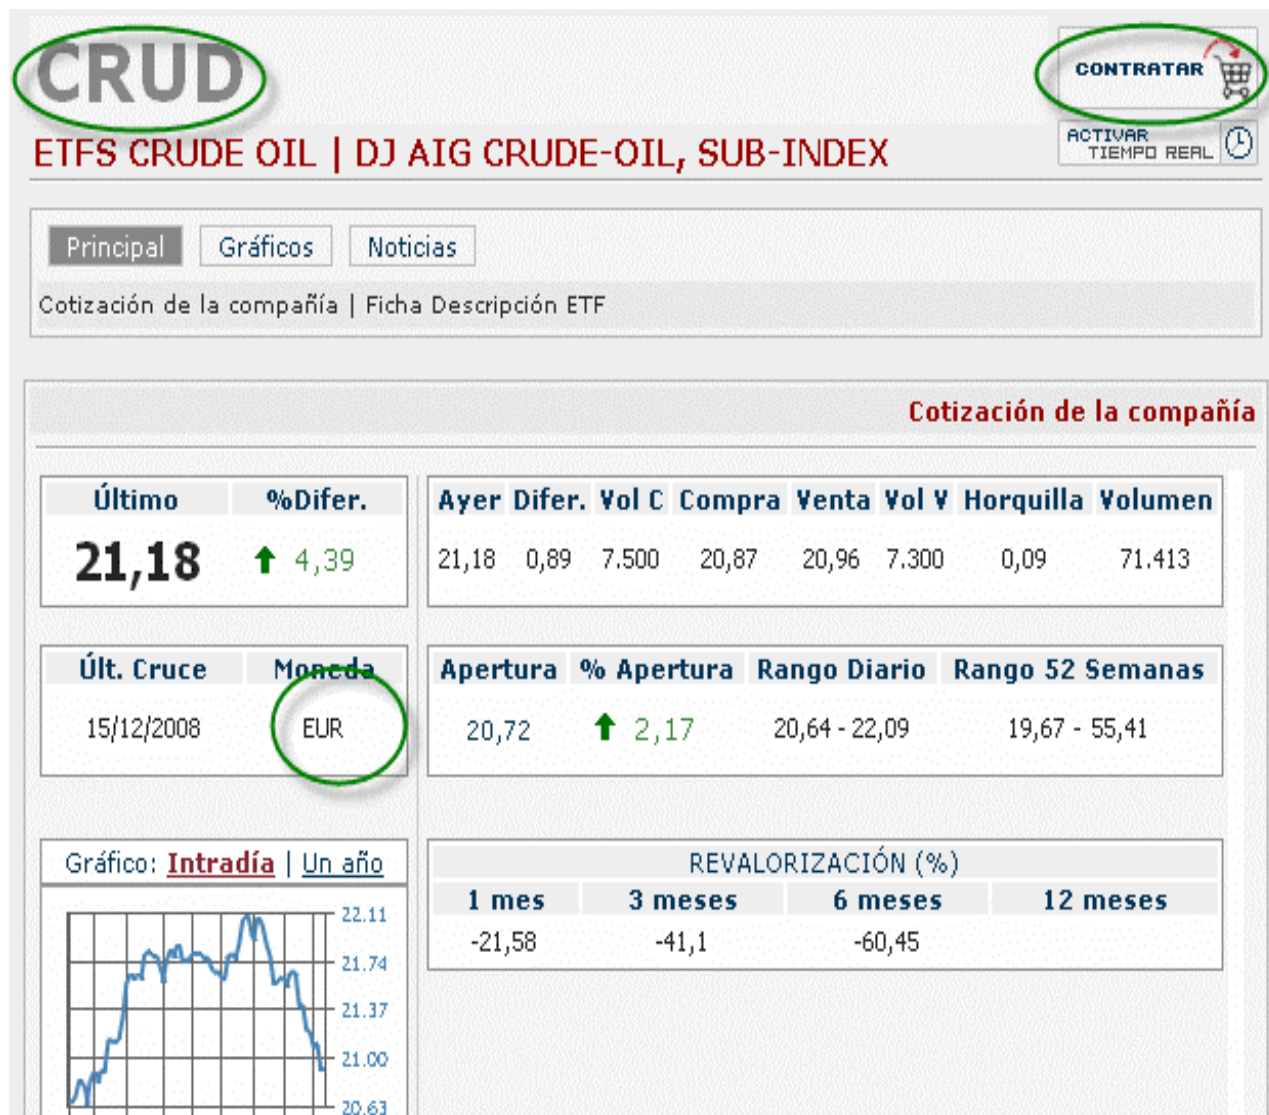 CRUD
CONTRATAR
ACTIVAR
TIEMPO REAL
ETFS CRUDE OIL | DJ AIG CRUDE-OIL, SUB-INDEX
Principal Gráficos Noticias
Cotización de la compañía | Ficha Descripción ETF
Cotización de la compañía
Último %Difer. Ayer Difer. Vol C Compra Venta Vol V Horquilla Volumen
21,18 4,39 21,18 0,89 7.500 20,87 20,96 7.300 0,09 71.413
Últ. Cruce Moneda Apertura % Apertura Rango Diario Rango 52 Semanas
15/12/2008 EUR 20,72 2,17 20,64 - 22,09 19,67 - 55,41
Gráfico: Intradía | Un año REVALORIZACIÓN (%)
1 mes 3 meses 6 meses 12 meses
-21,58 -41,1 -60,45
22.11
21.74
21.37
21.00
20.63